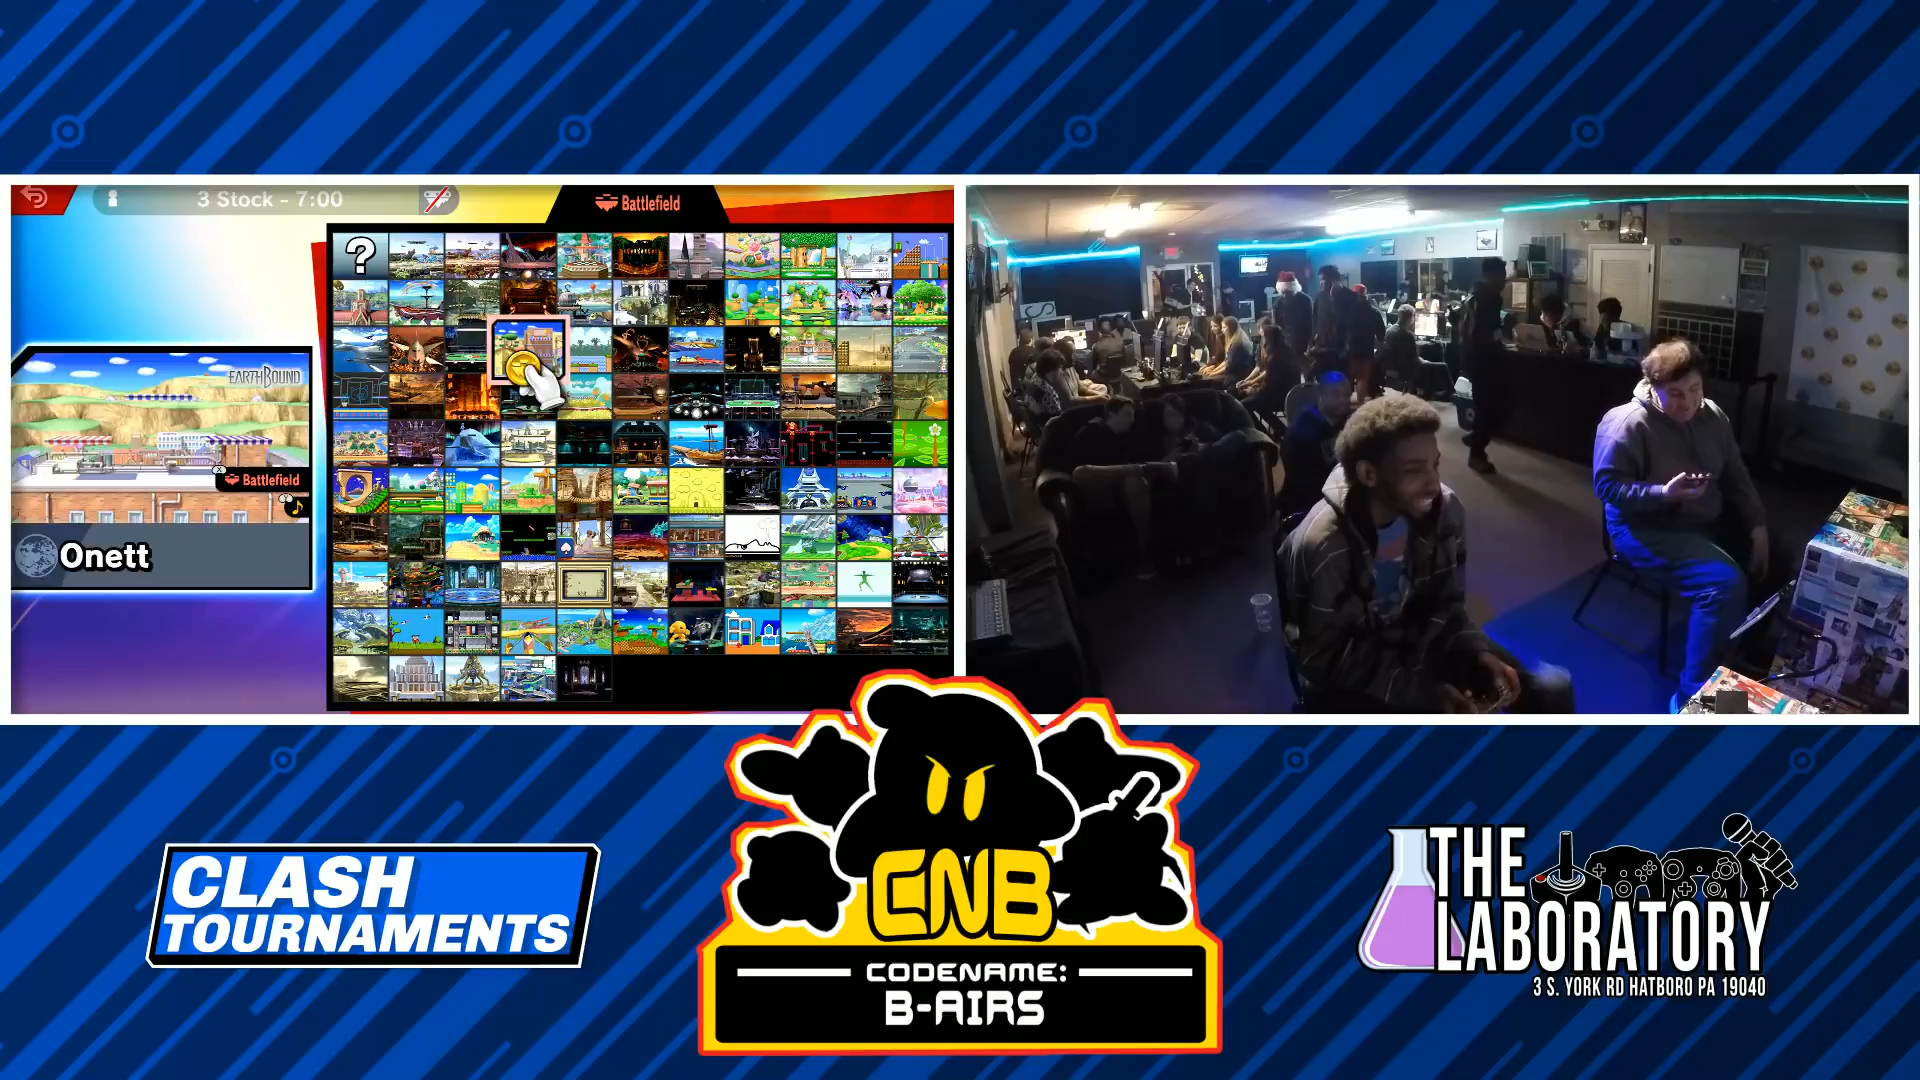 3 Stock - 7:00
Battlefield
?
EARTHBOUND
Battlefield
Onett
CLASH
TOURNAMENTS
CNB
CODENAME:
B-AIRS
THE
LABORATORY
3 S. YORK RD HATBORO PA 19040